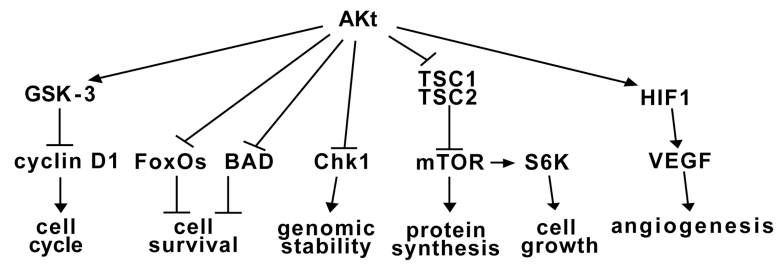 AKt
GSK-3
TSC1
TSC2
HIF1
cyclin D1 FoxOs BAD Chk1 mTOR S6K VEGF
cell
cycle
cell
survival
genomic
stability
protein
synthesis
cell
growth
angiogenesis